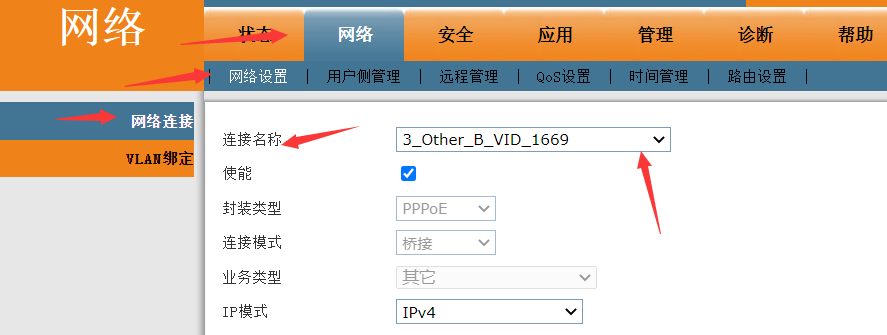 网络
状态 网络 安全 应用 管理 诊断 帮助
网络设置 用户侧管理 远程管理 QoS设置 时间管理 路由设置
网络连接
VLAN绑定
连接名称 3_Other_B_VID_1669
使能
封装类型 PPPoE
连接模式 桥接
业务类型 其它
IP模式 IPv4